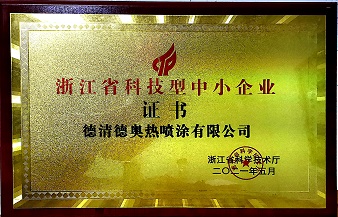 浙江省科技型中小企业
证书
德清德奥热喷涂有限公司
浙江省科学技术厅
二〇二一年五月